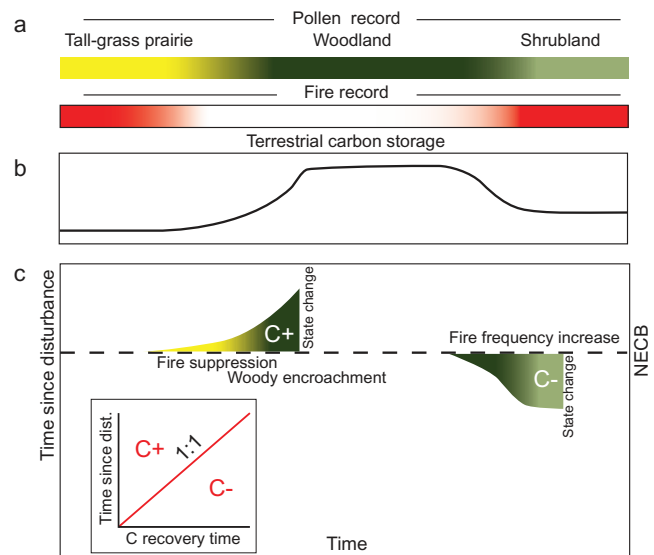 a
Pollen record
Tall-grass prairie Woodland Shrubland
Fire record
Terrestrial carbon storage
b
c
Time since disturbance
C+
State change
Fire suppression
Woody encroachment
Fire frequency increase
C-
State change
NECB
Time since dist.
C+
1:1
C-
C recovery time
Time